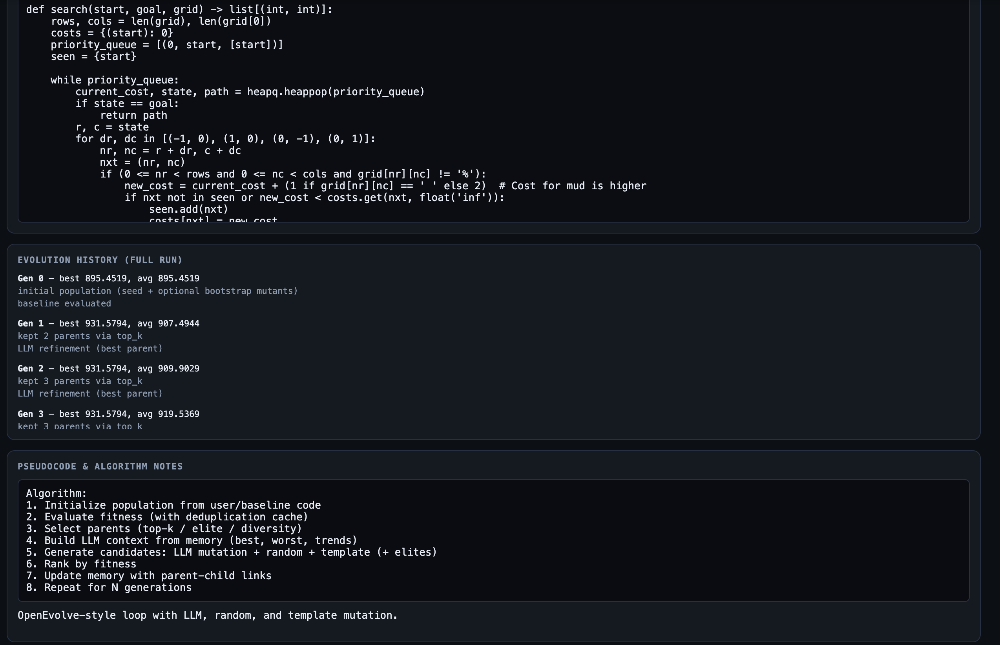 def search(start, goal, grid) -> list[(int, int)]:
    rows, cols = len(grid), len(grid[0])
    costs = {(start): 0}
    priority_queue = [(0, start, [start])]
    seen = {start}

    while priority_queue:
        current_cost, state, path = heapq.heappop(priority_queue)
        if state == goal:
            return path
        r, c = state
        for dr, dc in [(-1, 0), (1, 0), (0, -1), (0, 1)]:
            nr, nc = r + dr, c + dc
            nxt = (nr, nc)
            if (0 <= nr < rows and 0 <= nc < cols and grid[nr][nc] != '%'):
                new_cost = current_cost + (1 if grid[nr][nc] == ' ' else 2)  # Cost for mud is higher
                if nxt not in seen or new_cost < costs.get(nxt, float('inf')):
                    seen.add(nxt)
                    costs[nxt] = new_cost
EVOLUTION HISTORY (FULL RUN)
Gen 0 — best 895.4519, avg 895.4519
initial population (seed + optional bootstrap mutants)
baseline evaluated
Gen 1 — best 931.5794, avg 907.4944
kept 2 parents via top_k
LLM refinement (best parent)
Gen 2 — best 931.5794, avg 909.9029
kept 3 parents via top_k
LLM refinement (best parent)
Gen 3 — best 931.5794, avg 919.5369
kept 3 parents via top_k
PSEUDOCODE & ALGORITHM NOTES
Algorithm:
1. Initialize population from user/baseline code
2. Evaluate fitness (with deduplication cache)
3. Select parents (top-k / elite / diversity)
4. Build LLM context from memory (best, worst, trends)
5. Generate candidates: LLM mutation + random + template (+ elites)
6. Rank by fitness
7. Update memory with parent-child links
8. Repeat for N generations
OpenEvolve-style loop with LLM, random, and template mutation.